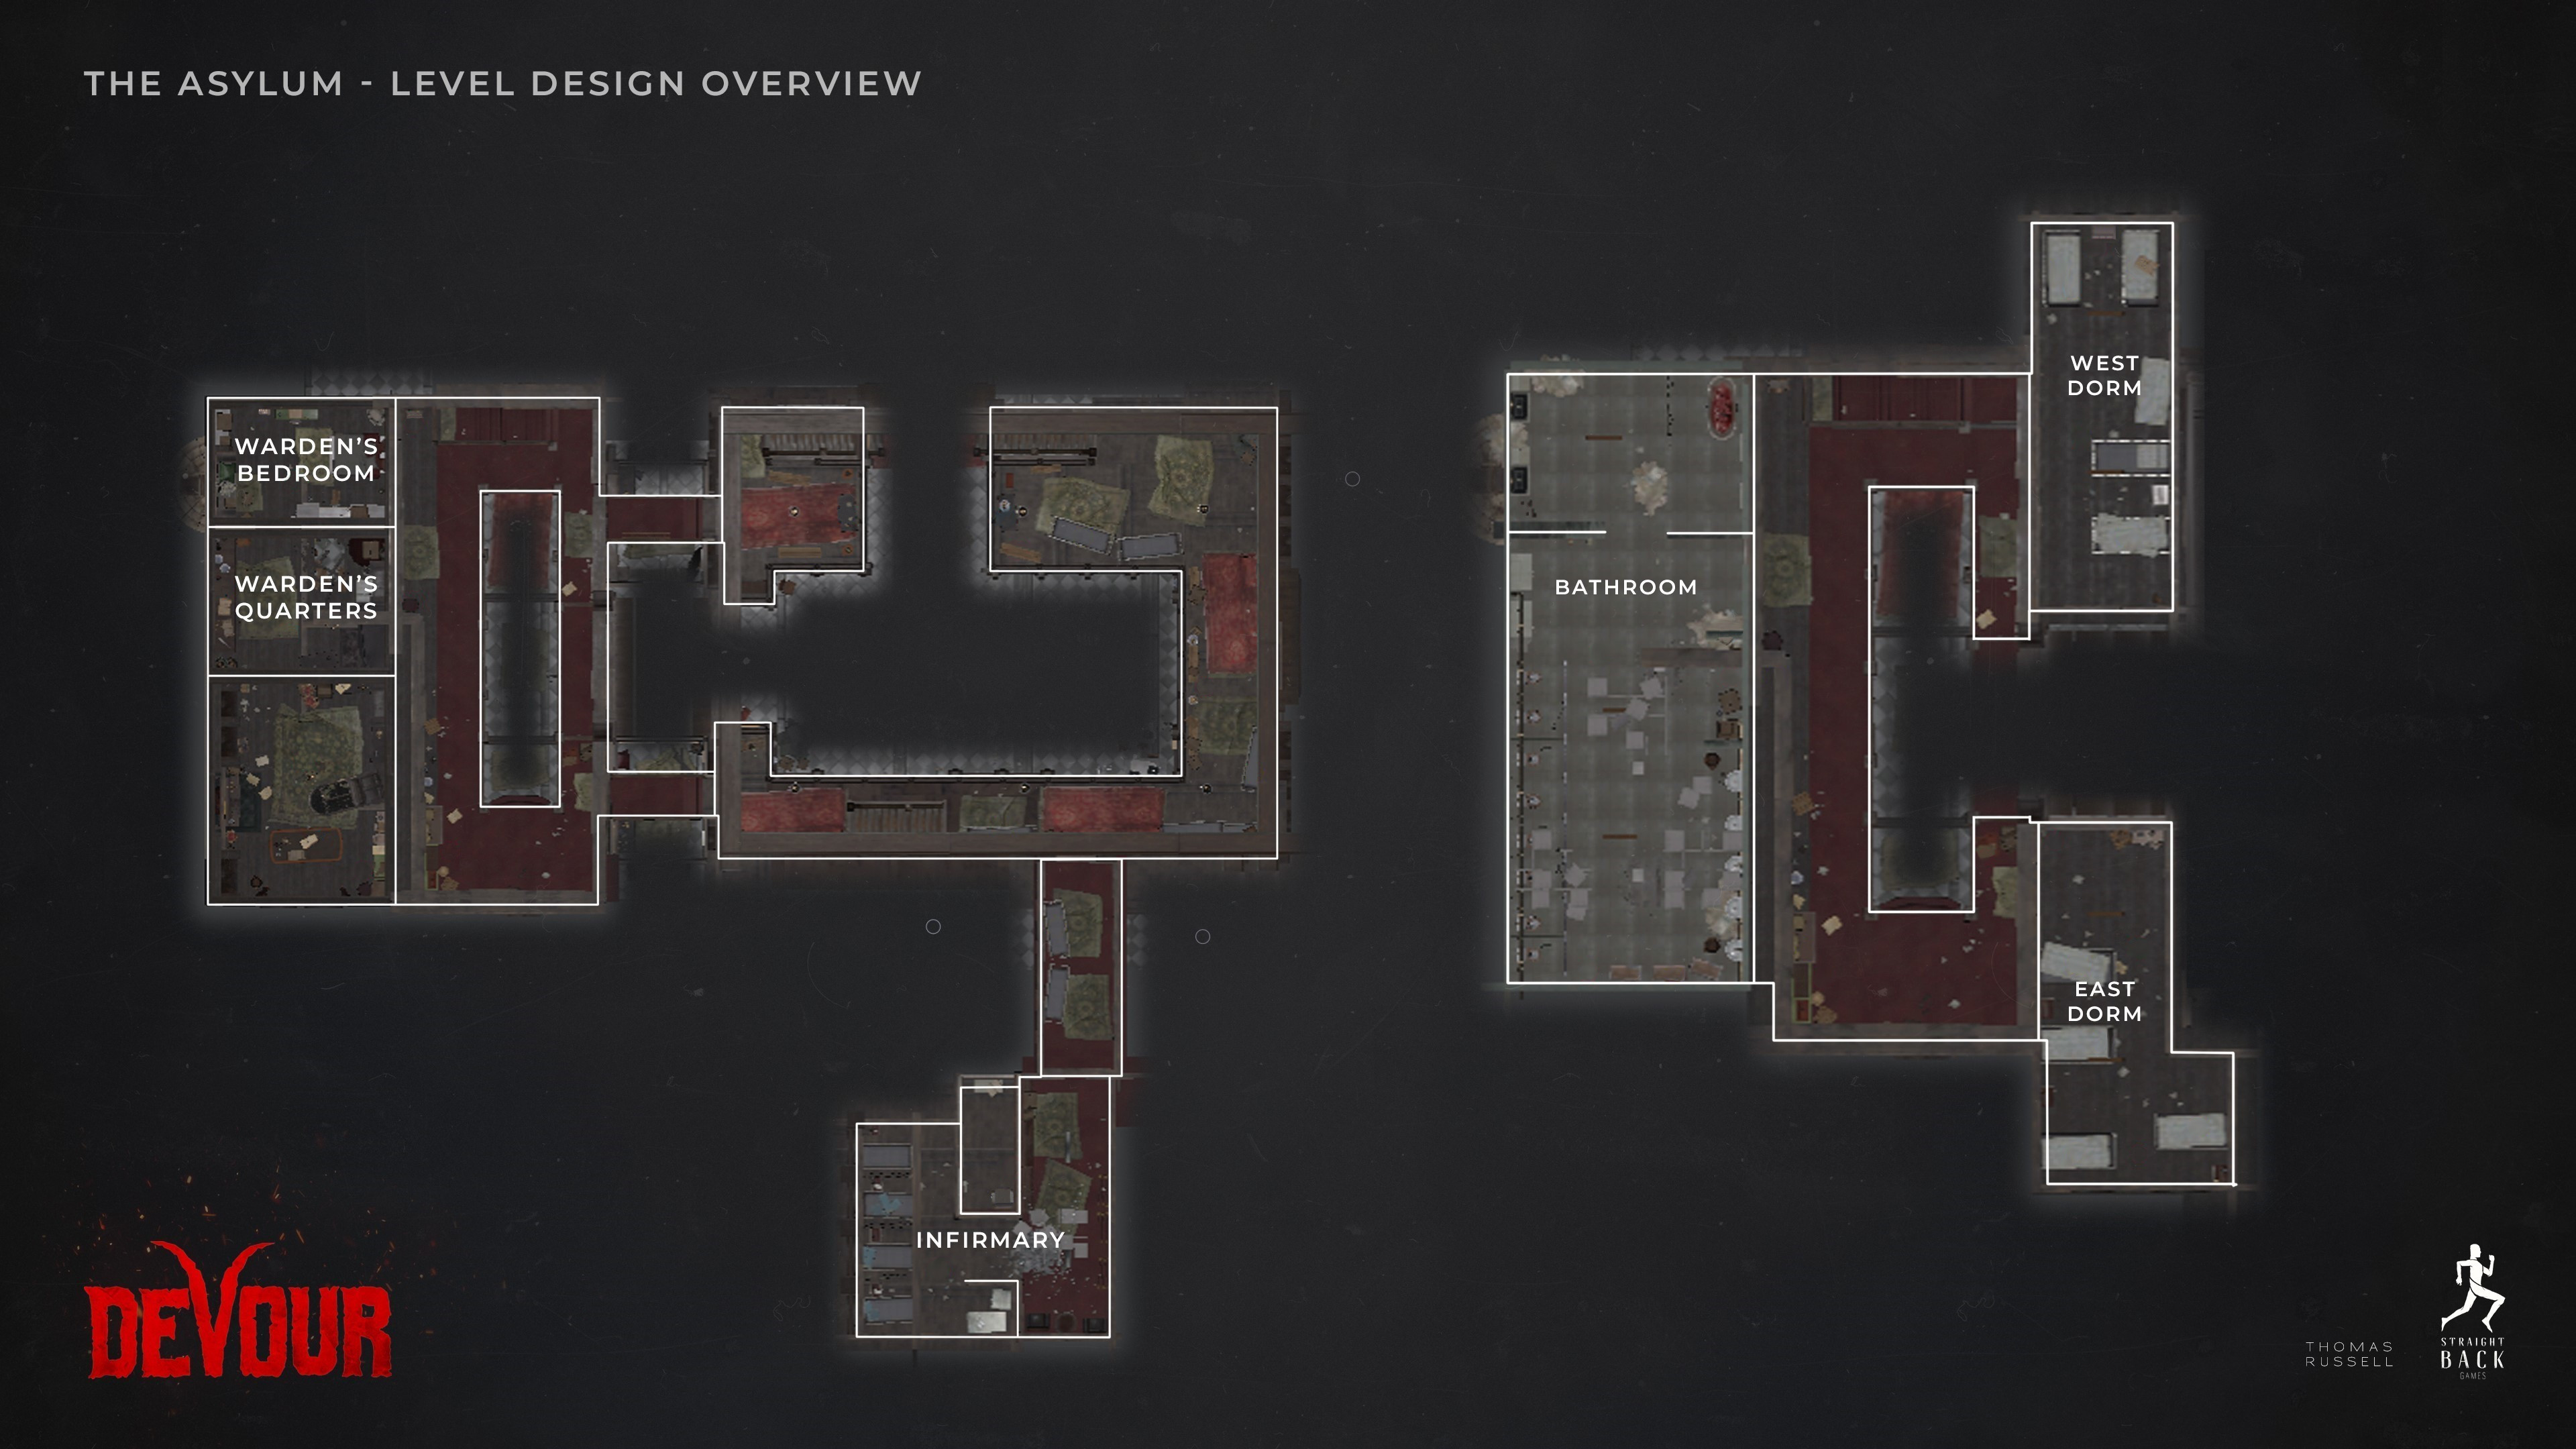 THE ASYLUM - LEVEL DESIGN OVERVIEW
WEST
DORM
WARDEN'S
BEDROOM
WARDEN'S
QUARTERS
BATHROOM
EAST
DORM
INFIRMARY
DEVOUR
THOMAS
RUSSELL
STRAIGHT
BACK
GAMES